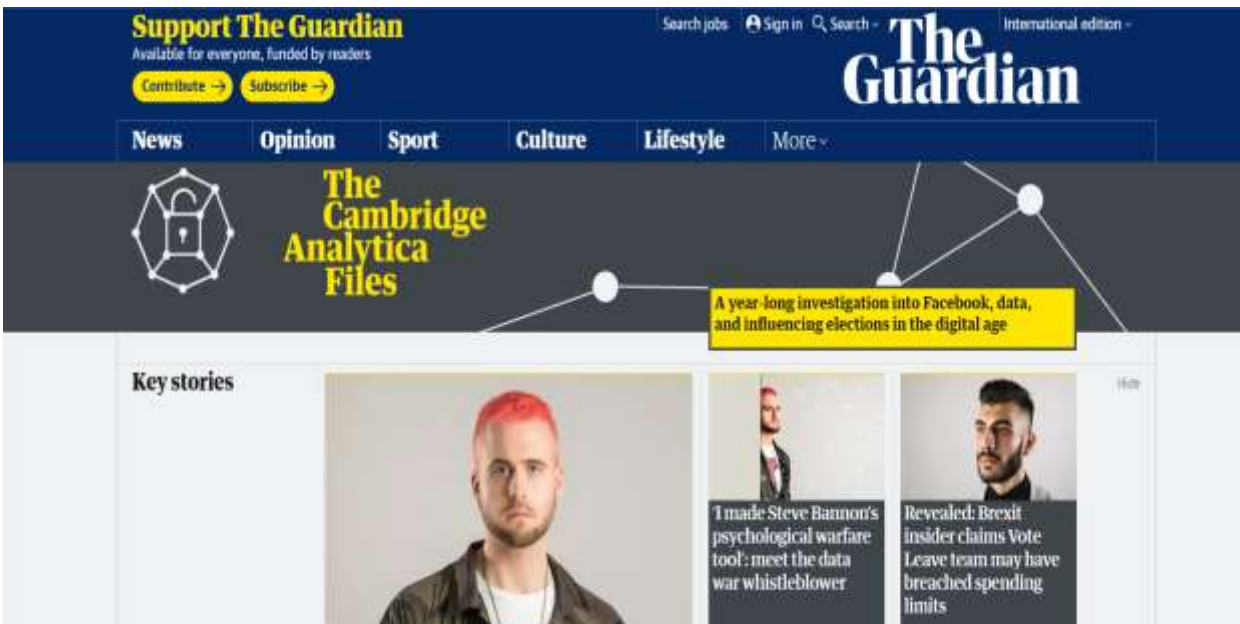 Support The Guardian
Available for everyone, funded by readers
Contribute →
Subscribe →
Search jobs
Sign in
Search
International edition
The
Guardian
News
Opinion
Sport
Culture
Lifestyle
More
The
Cambridge
Analytica
Files
A year-long investigation into Facebook, data,
and influencing elections in the digital age
Key stories
Hide
'I made Steve Bannon's
psychological warfare
tool': meet the data
war whistleblower
Revealed: Brexit
insider claims Vote
Leave team may have
breached spending
limits